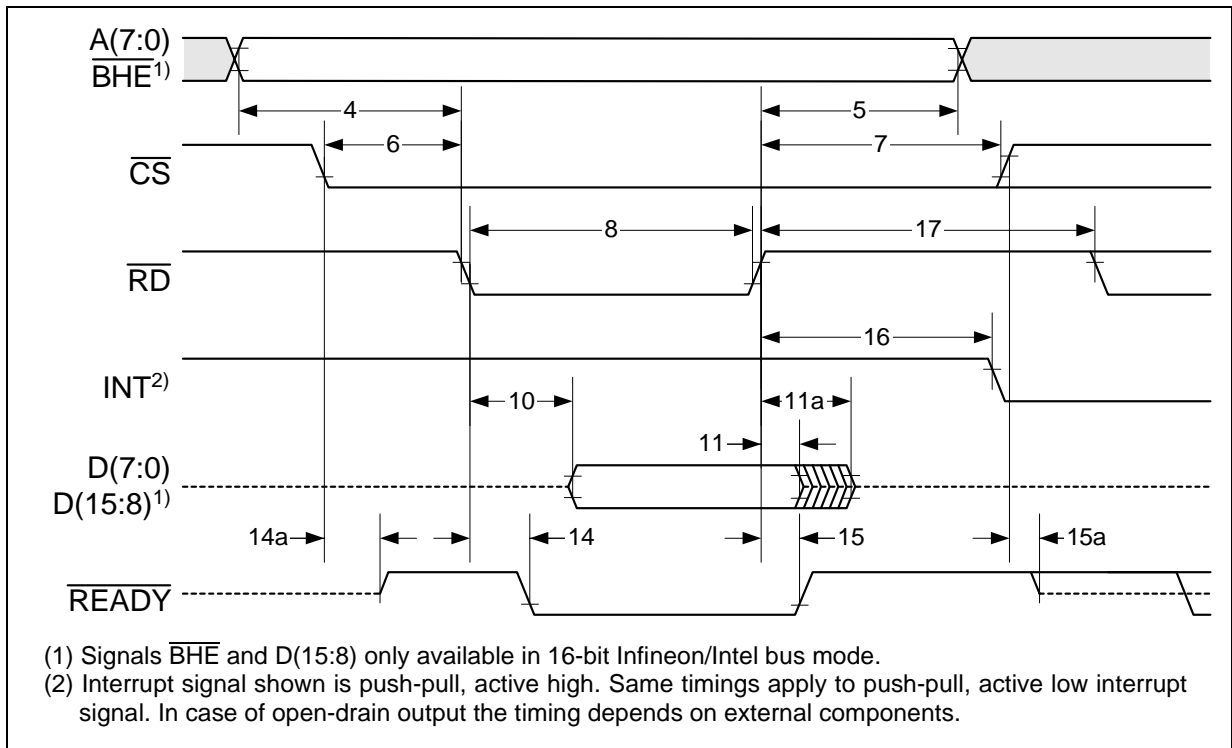 A(7:0)
BHE1)
4
5
6
7
CS
8
17
RD
16
INT2)
10
11a
11
D(7:0)
D(15:8)1)
14a
14
15
15a
READY
(1) Signals BHE and D(15:8) only available in 16-bit Infineon/Intel bus mode.
(2) Interrupt signal shown is push-pull, active high. Same timings apply to push-pull, active low interrupt
signal. In case of open-drain output the timing depends on external components.